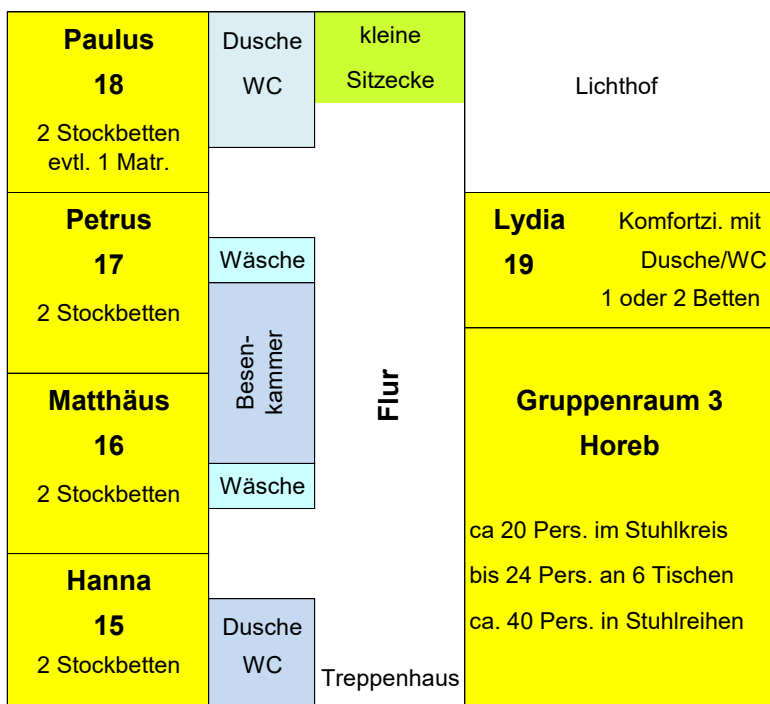 Paulus
18
2 Stockbetten
evtl. 1 Matr.
Dusche
WC
kleine
Sitzecke
Lichthof
Petrus
17
2 Stockbetten
Wäsche
Besen-
kammer
Flur
Lydia
19
Komfortzi. mit
Dusche/WC
1 oder 2 Betten
Matthäus
16
2 Stockbetten
Wäsche
Gruppenraum 3
Horeb
ca 20 Pers. im Stuhlkreis
bis 24 Pers. an 6 Tischen
ca. 40 Pers. in Stuhlreihen
Hanna
15
2 Stockbetten
Dusche
WC
Treppenhaus